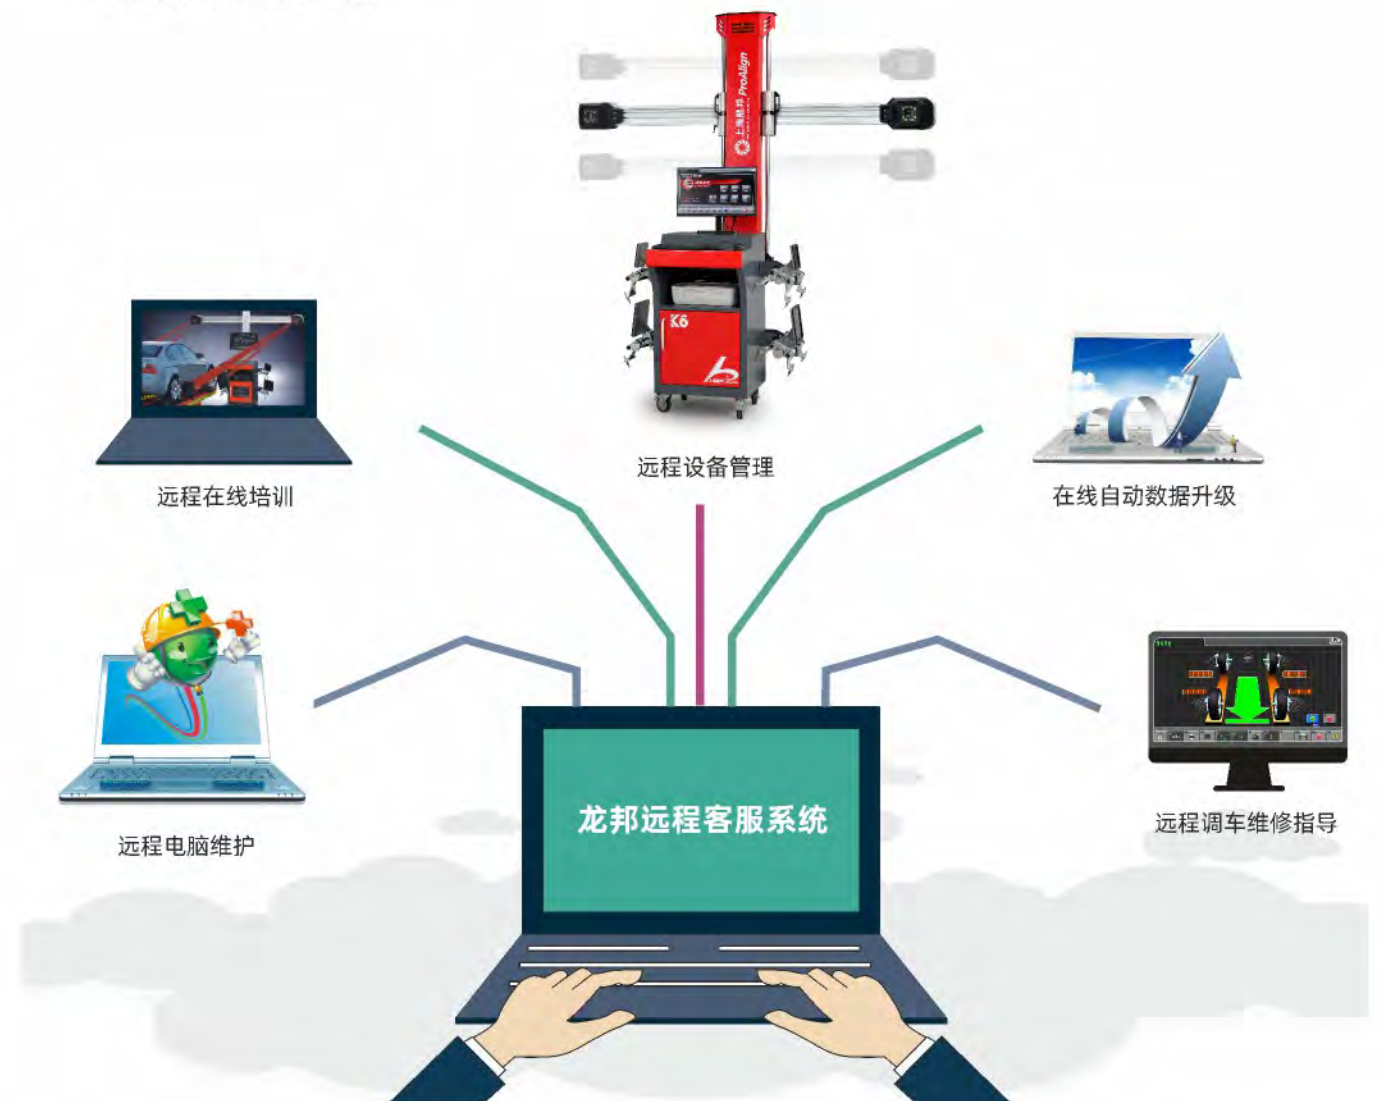 ProAlign
K6
远程设备管理
远程在线培训
在线自动数据升级
远程电脑维护
远程调车维修指导
龙邦远程客服系统